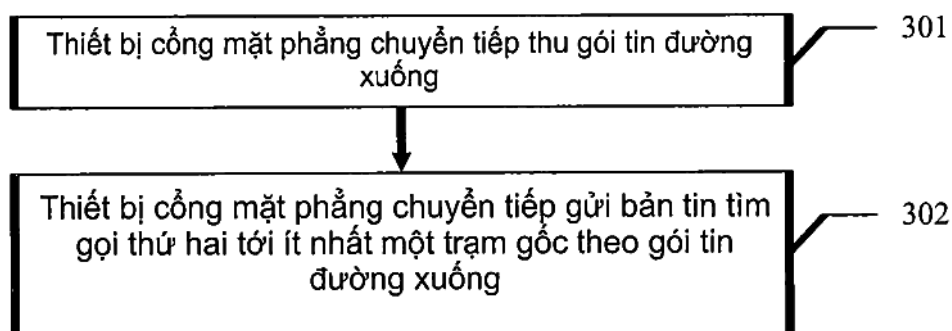 Thiết bị cổng mặt phẳng chuyển tiếp thu gói tin đường
xuống
301
Thiết bị cổng mặt phẳng chuyển tiếp gửi bản tin tìm
gọi thứ hai tới ít nhất một trạm gốc theo gói tin
đường xuống
302